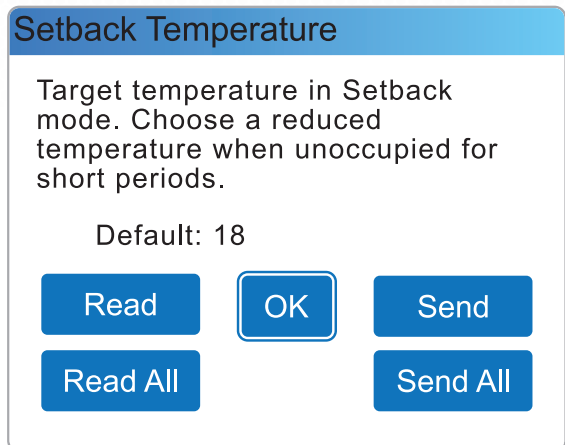 Setback Temperature
Target temperature in Setback
mode. Choose a reduced
temperature when unoccupied for
short periods.
Default: 18
Read
OK
Send
Read All
Send All